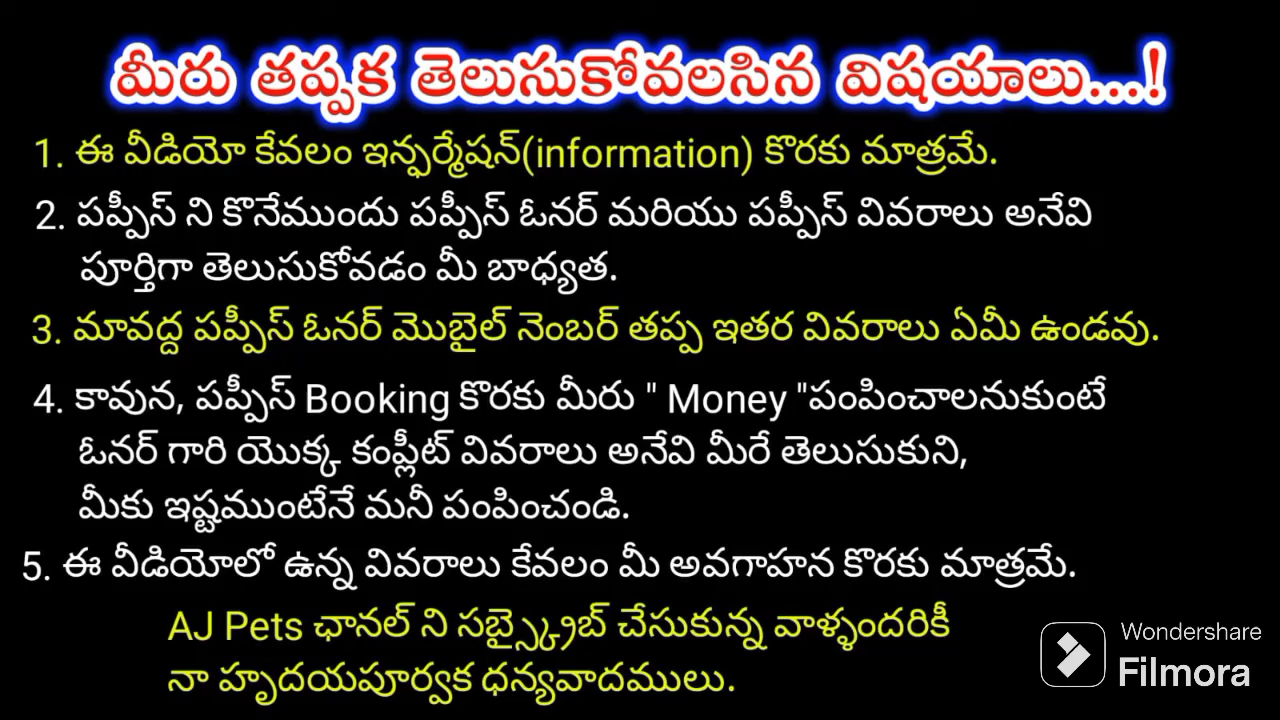 మీరు తప్పక తెలుసుకోవలసిన విషయాలు...!
1. ఈ వీడియో కేవలం ఇన్ఫర్మేషన్(information) కొరకు మాత్రమే.
2. పప్పీస్ ని కొనేముందు పప్పీస్ ఓనర్ మరియు పప్పీస్ వివరాలు అనేవి
పూర్తిగా తెలుసుకోవడం మీ బాధ్యత.
3. మావద్ద పప్పీస్ ఓనర్ మొబైల్ నెంబర్ తప్ప ఇతర వివరాలు ఏమీ ఉండవు.
4. కావున, పప్పీస్ Booking కొరకు మీరు " Money "పంపించాలనుకుంటే
ఓనర్ గారి యొక్క కంప్లీట్ వివరాలు అనేవి మీరే తెలుసుకుని,
మీకు ఇష్టముంటేనే మనీ పంపించండి.
5. ఈ వీడియోలో ఉన్న వివరాలు కేవలం మీ అవగాహన కొరకు మాత్రమే.
AJ Pets ఛానల్ ని సబ్స్క్రైబ్ చేసుకున్న వాళ్ళందరికీ
నా హృదయపూర్వక ధన్యవాదములు.
Wondershare
Filmora